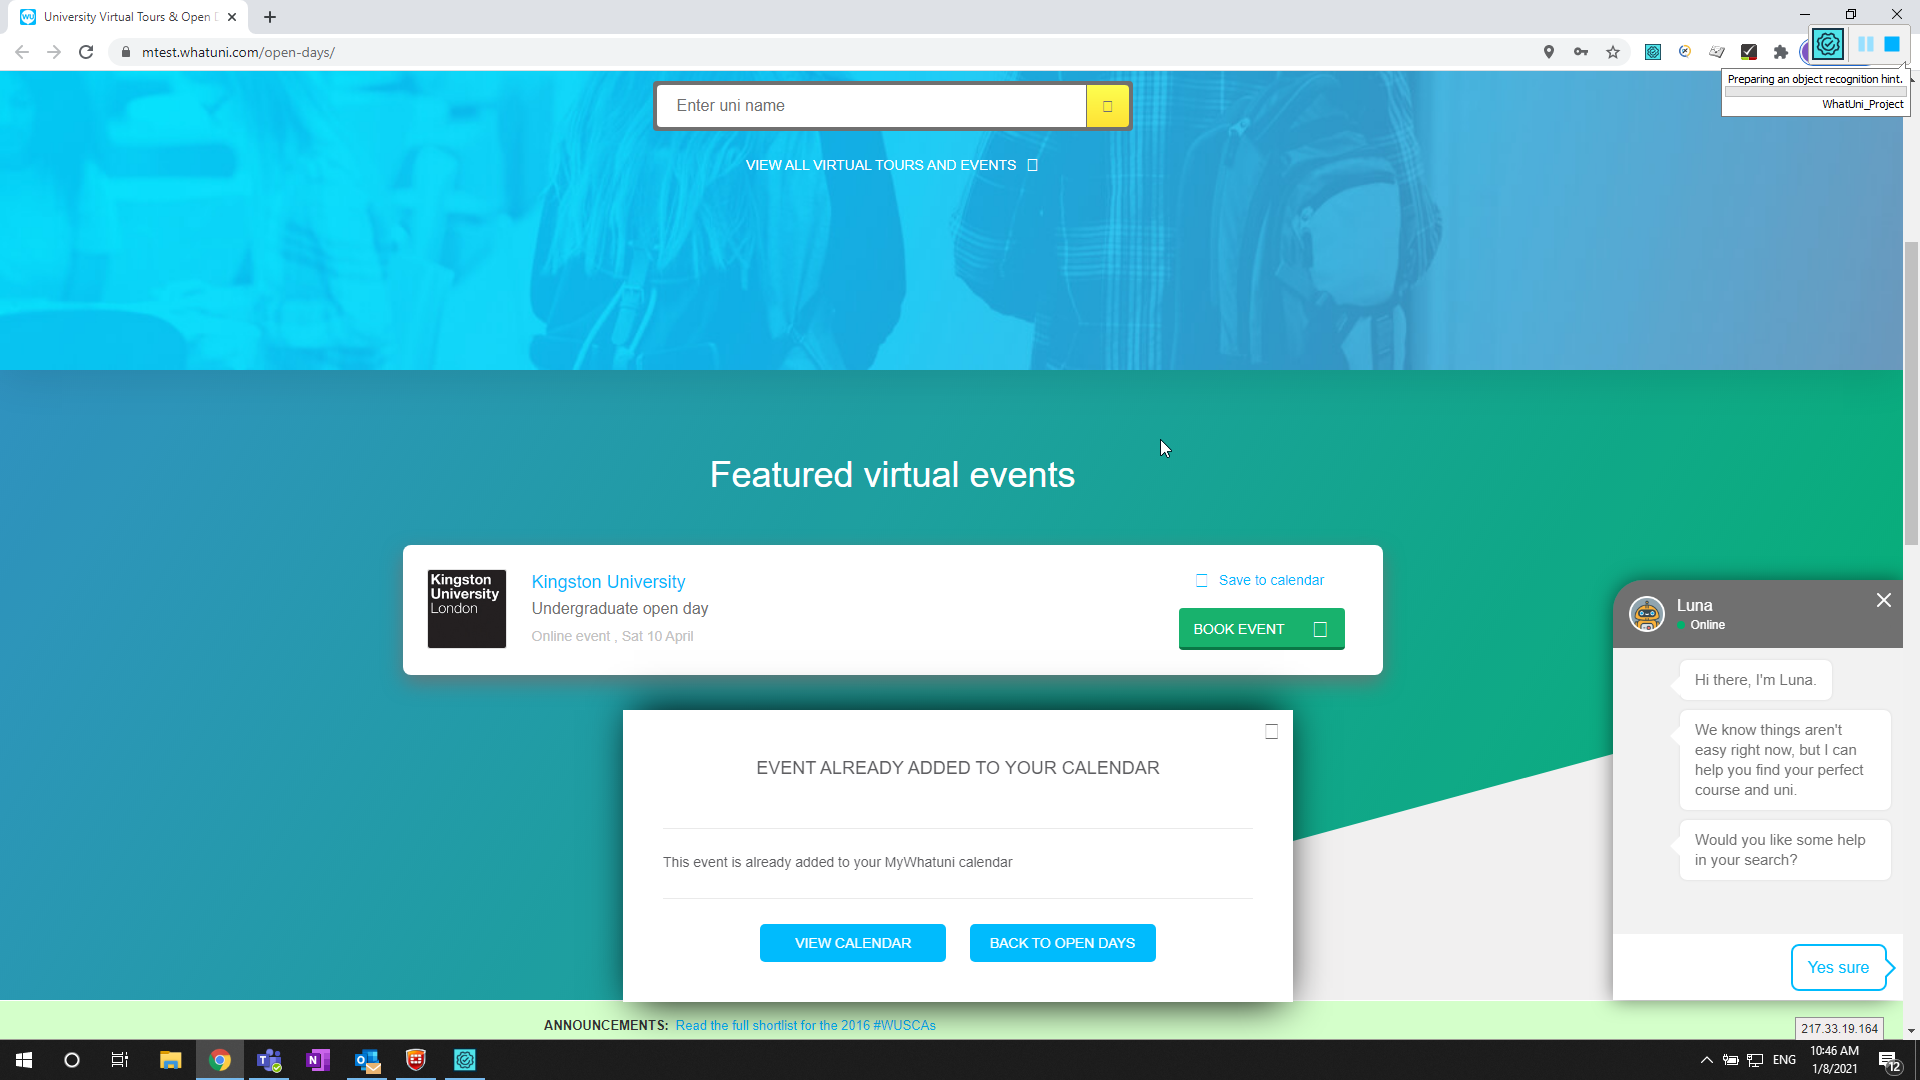 University Virtual Tours & Open D
mtest.whatuni.com/open-days/
Preparing an object recognition hint.
WhatUni_Project
Enter uni name
VIEW ALL VIRTUAL TOURS AND EVENTS
Featured virtual events
Kingston
University
London
Kingston University
Undergraduate open day
Online event , Sat 10 April
Save to calendar
BOOK EVENT
EVENT ALREADY ADDED TO YOUR CALENDAR
This event is already added to your MyWhatuni calendar
VIEW CALENDAR
BACK TO OPEN DAYS
Luna
Online
Hi there, I'm Luna.
We know things aren't
easy right now, but I can
help you find your perfect
course and uni.
Would you like some help
in your search?
Yes sure
ANNOUNCEMENTS: Read the full shortlist for the 2016 #WUSCAs
217.33.19.164
ENG
10:46 AM
1/8/2021
12